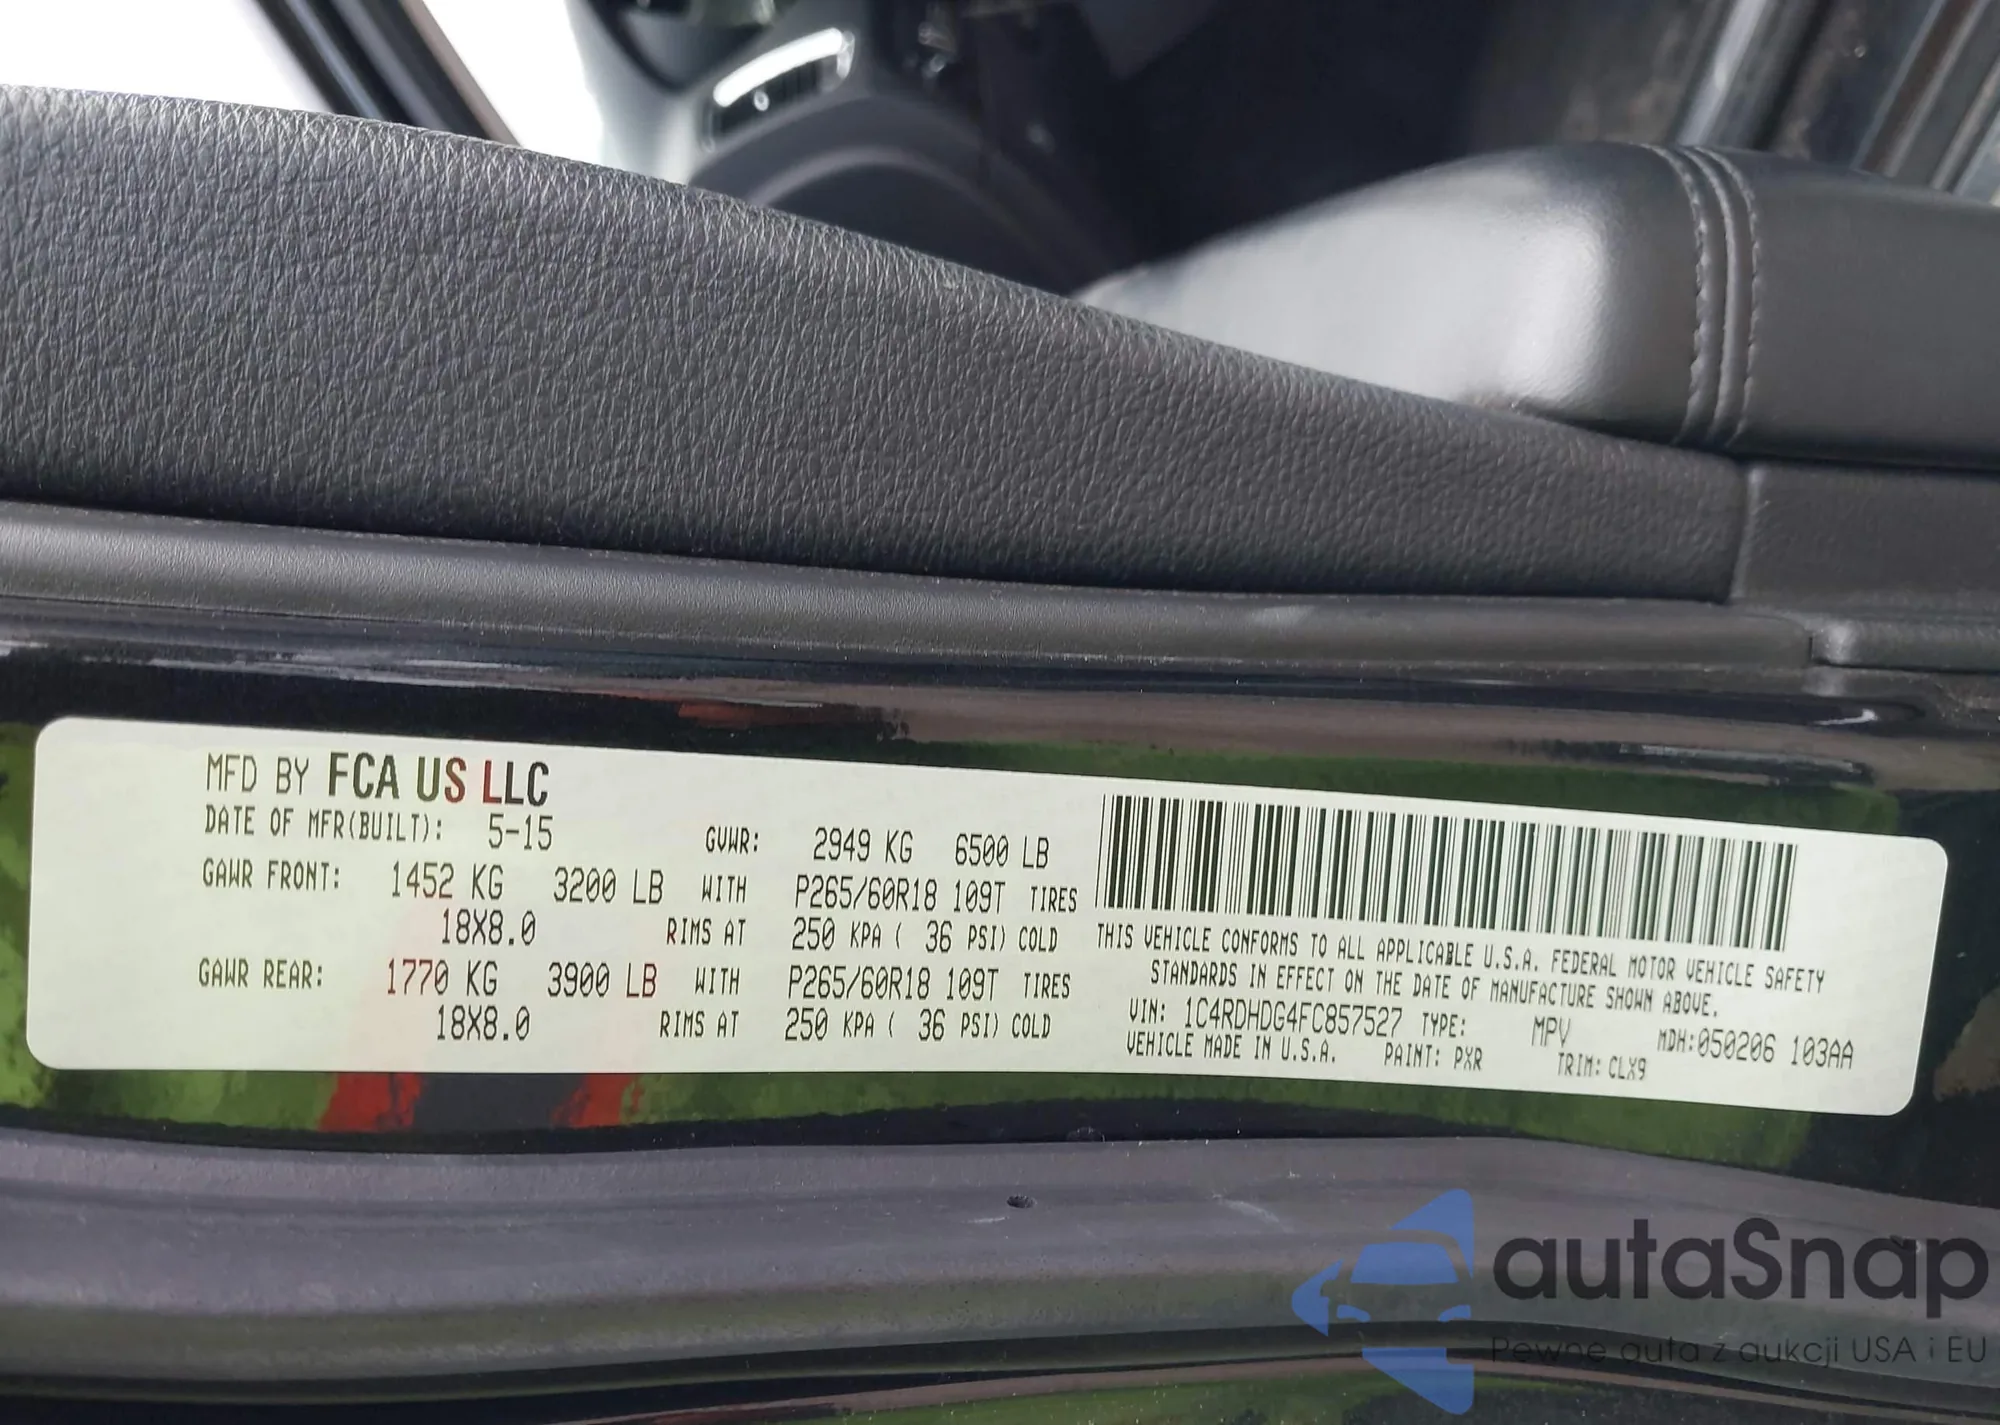 MFD BY FCA US LLC
DATE OF MFR(BUILT): 5-15 GVWR: 2949 KG 6500 LB
GAWR FRONT: 1452 KG 3200 LB WITH P265/60R18 109T TIRES
18X8.0 RIMS AT 250 KPA ( 36 PSI) COLD
GAWR REAR: 1770 KG 3900 LB WITH P265/60R18 109T TIRES
18X8.0 RIMS AT 250 KPA ( 36 PSI) COLD
THIS VEHICLE CONFORMS TO ALL APPLICABLE U.S.A. FEDERAL MOTOR VEHICLE SAFETY
STANDARDS IN EFFECT ON THE DATE OF MANUFACTURE SHOWN ABOVE.
VIN: 1C4RDHDG4FC857527 TYPE: MPV MDH:050206 103AA
VEHICLE MADE IN U.S.A. PAINT: PXR TRIM: CLX9
autaSnap
Pewne auta z aukcji USA i EU